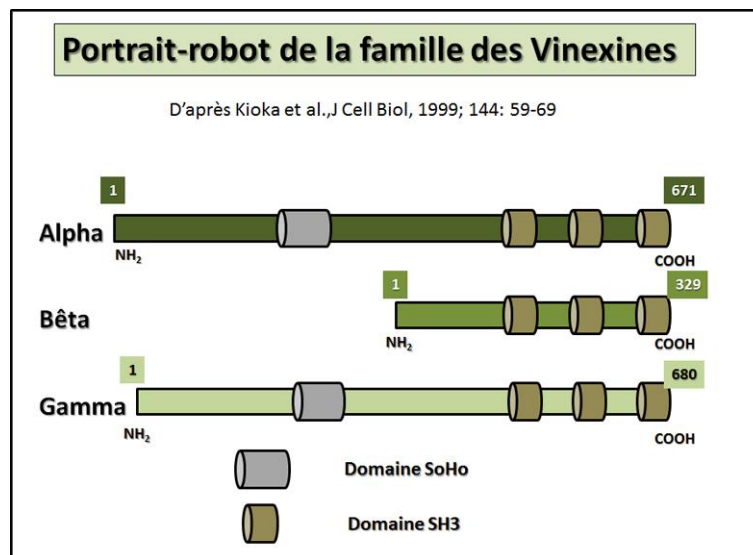 Portrait-robot de la famille des Vinexines
D'après Kioka et al.,J Cell Biol, 1999; 144: 59-69
1
671
Alpha
NH₂
COOH
1
329
Bêta
NH₂
COOH
1
680
Gamma
NH₂
COOH
Domaine SoHo
Domaine SH3